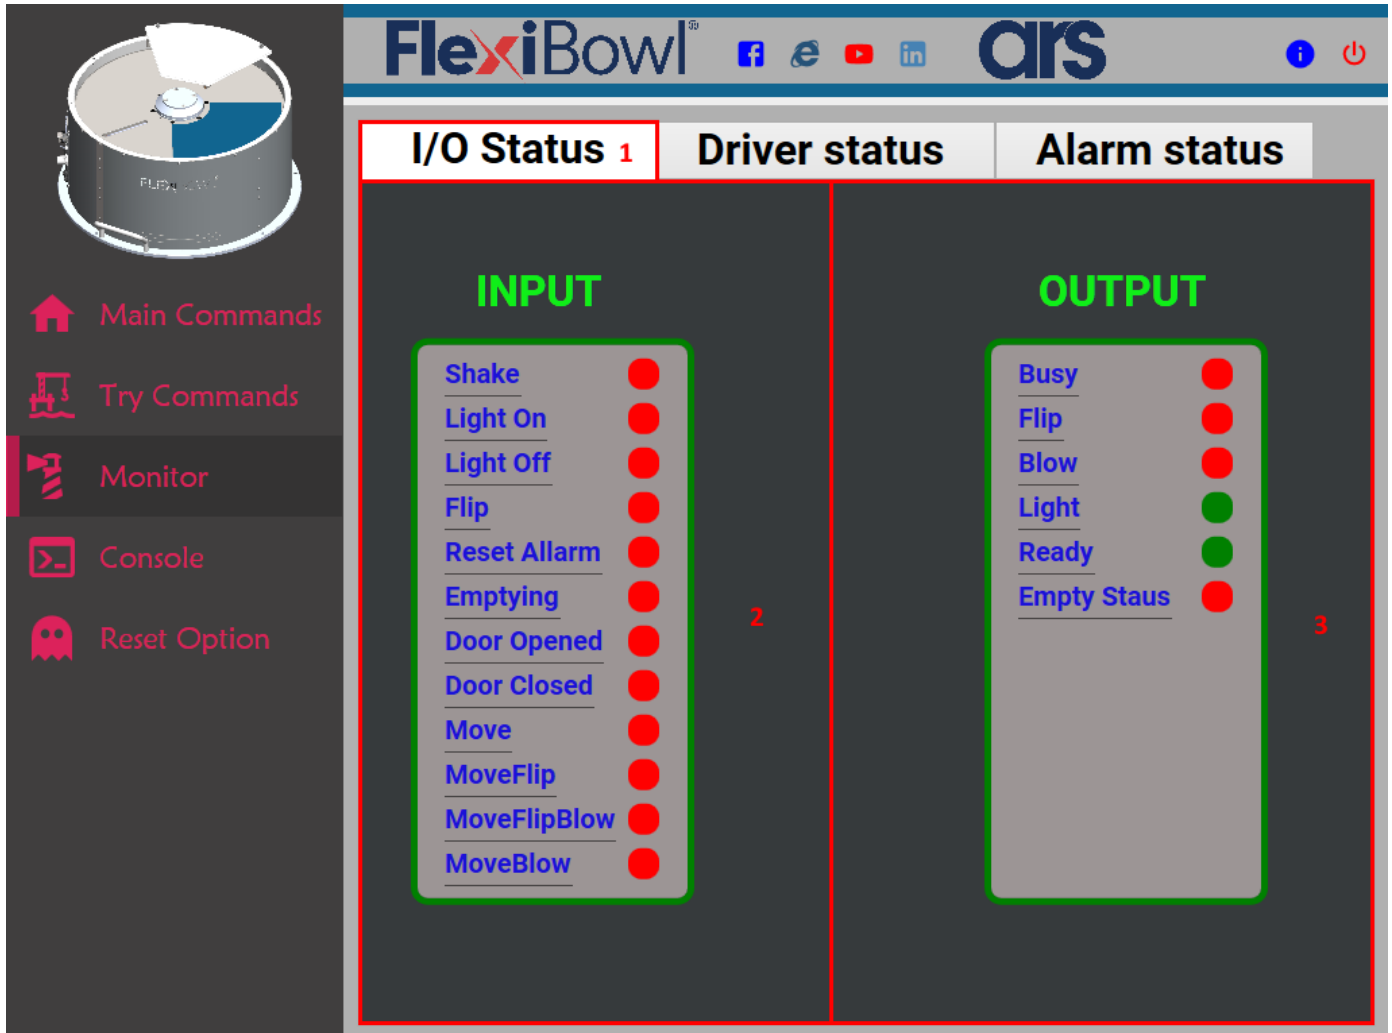 FlexiBowl®
ars
I/O Status 1
Driver status
Alarm status
Main Commands
Try Commands
Monitor
Console
Reset Option
INPUT
Shake
Light On
Light Off
Flip
Reset Allarm
Emptying
Door Opened
Door Closed
Move
MoveFlip
MoveFlipBlow
MoveBlow
2
OUTPUT
Busy
Flip
Blow
Light
Ready
Empty Staus
3